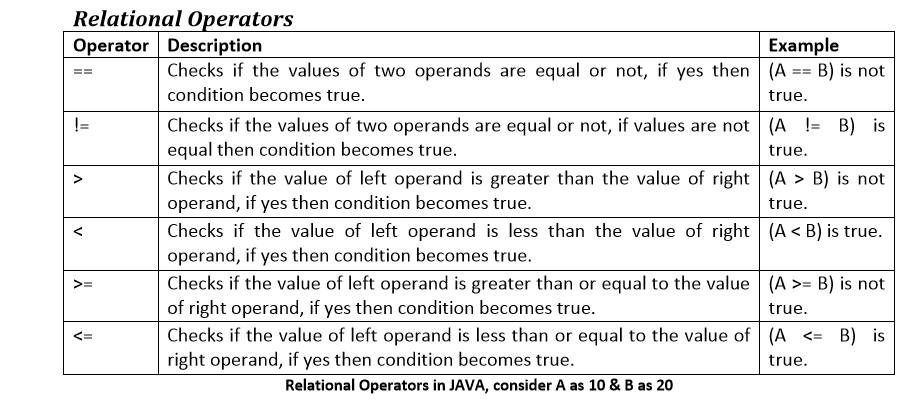 Relational Operators
Operator Description Example
== Checks if the values of two operands are equal or not, if yes then (A == B) is not
condition becomes true. true.
!= Checks if the values of two operands are equal or not, if values are not (A != B) is
equal then condition becomes true. true.
> Checks if the value of left operand is greater than the value of right (A > B) is not
operand, if yes then condition becomes true. true.
< Checks if the value of left operand is less than the value of right (A < B) is true.
operand, if yes then condition becomes true.
>= Checks if the value of left operand is greater than or equal to the value (A >= B) is not
of right operand, if yes then condition becomes true. true.
<= Checks if the value of left operand is less than or equal to the value of (A <= B) is
right operand, if yes then condition becomes true. true.
Relational Operators in JAVA, consider A as 10 & B as 20